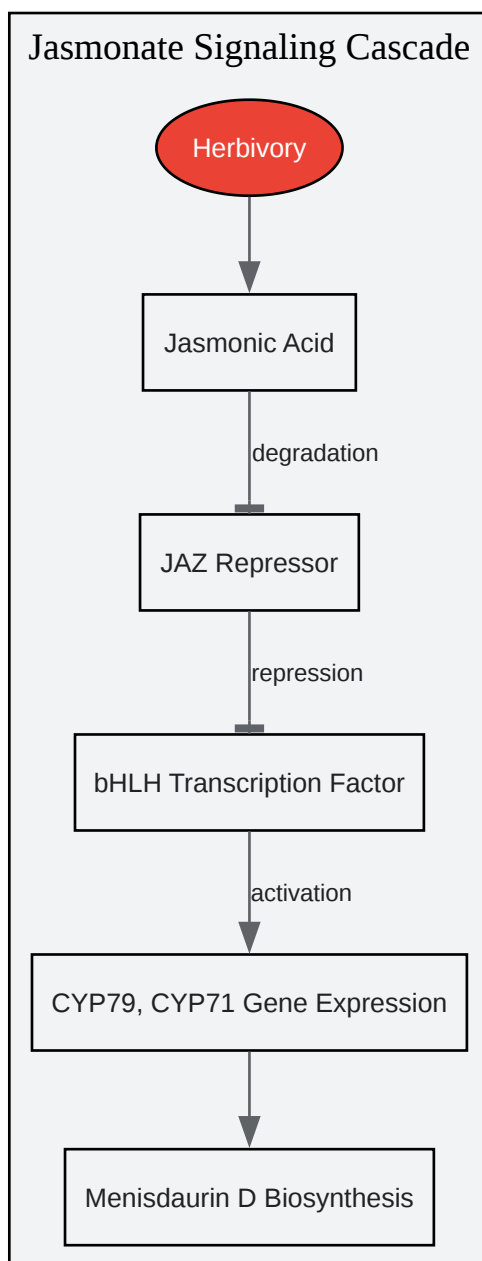 Jasmonate Signaling Cascade
Herbivory
Jasmonic Acid
degradation
JAZ Repressor
repression
bHLH Transcription Factor
activation
CYP79, CYP71 Gene Expression
Menisdaurin D Biosynthesis